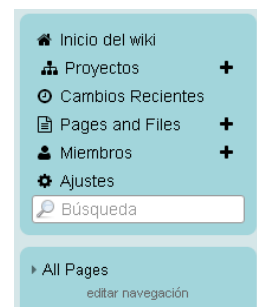 Inicio del wiki
Proyectos +
Cambios Recientes
Pages and Files +
Miembros +
Ajustes
Búsqueda
All Pages
editar navegación